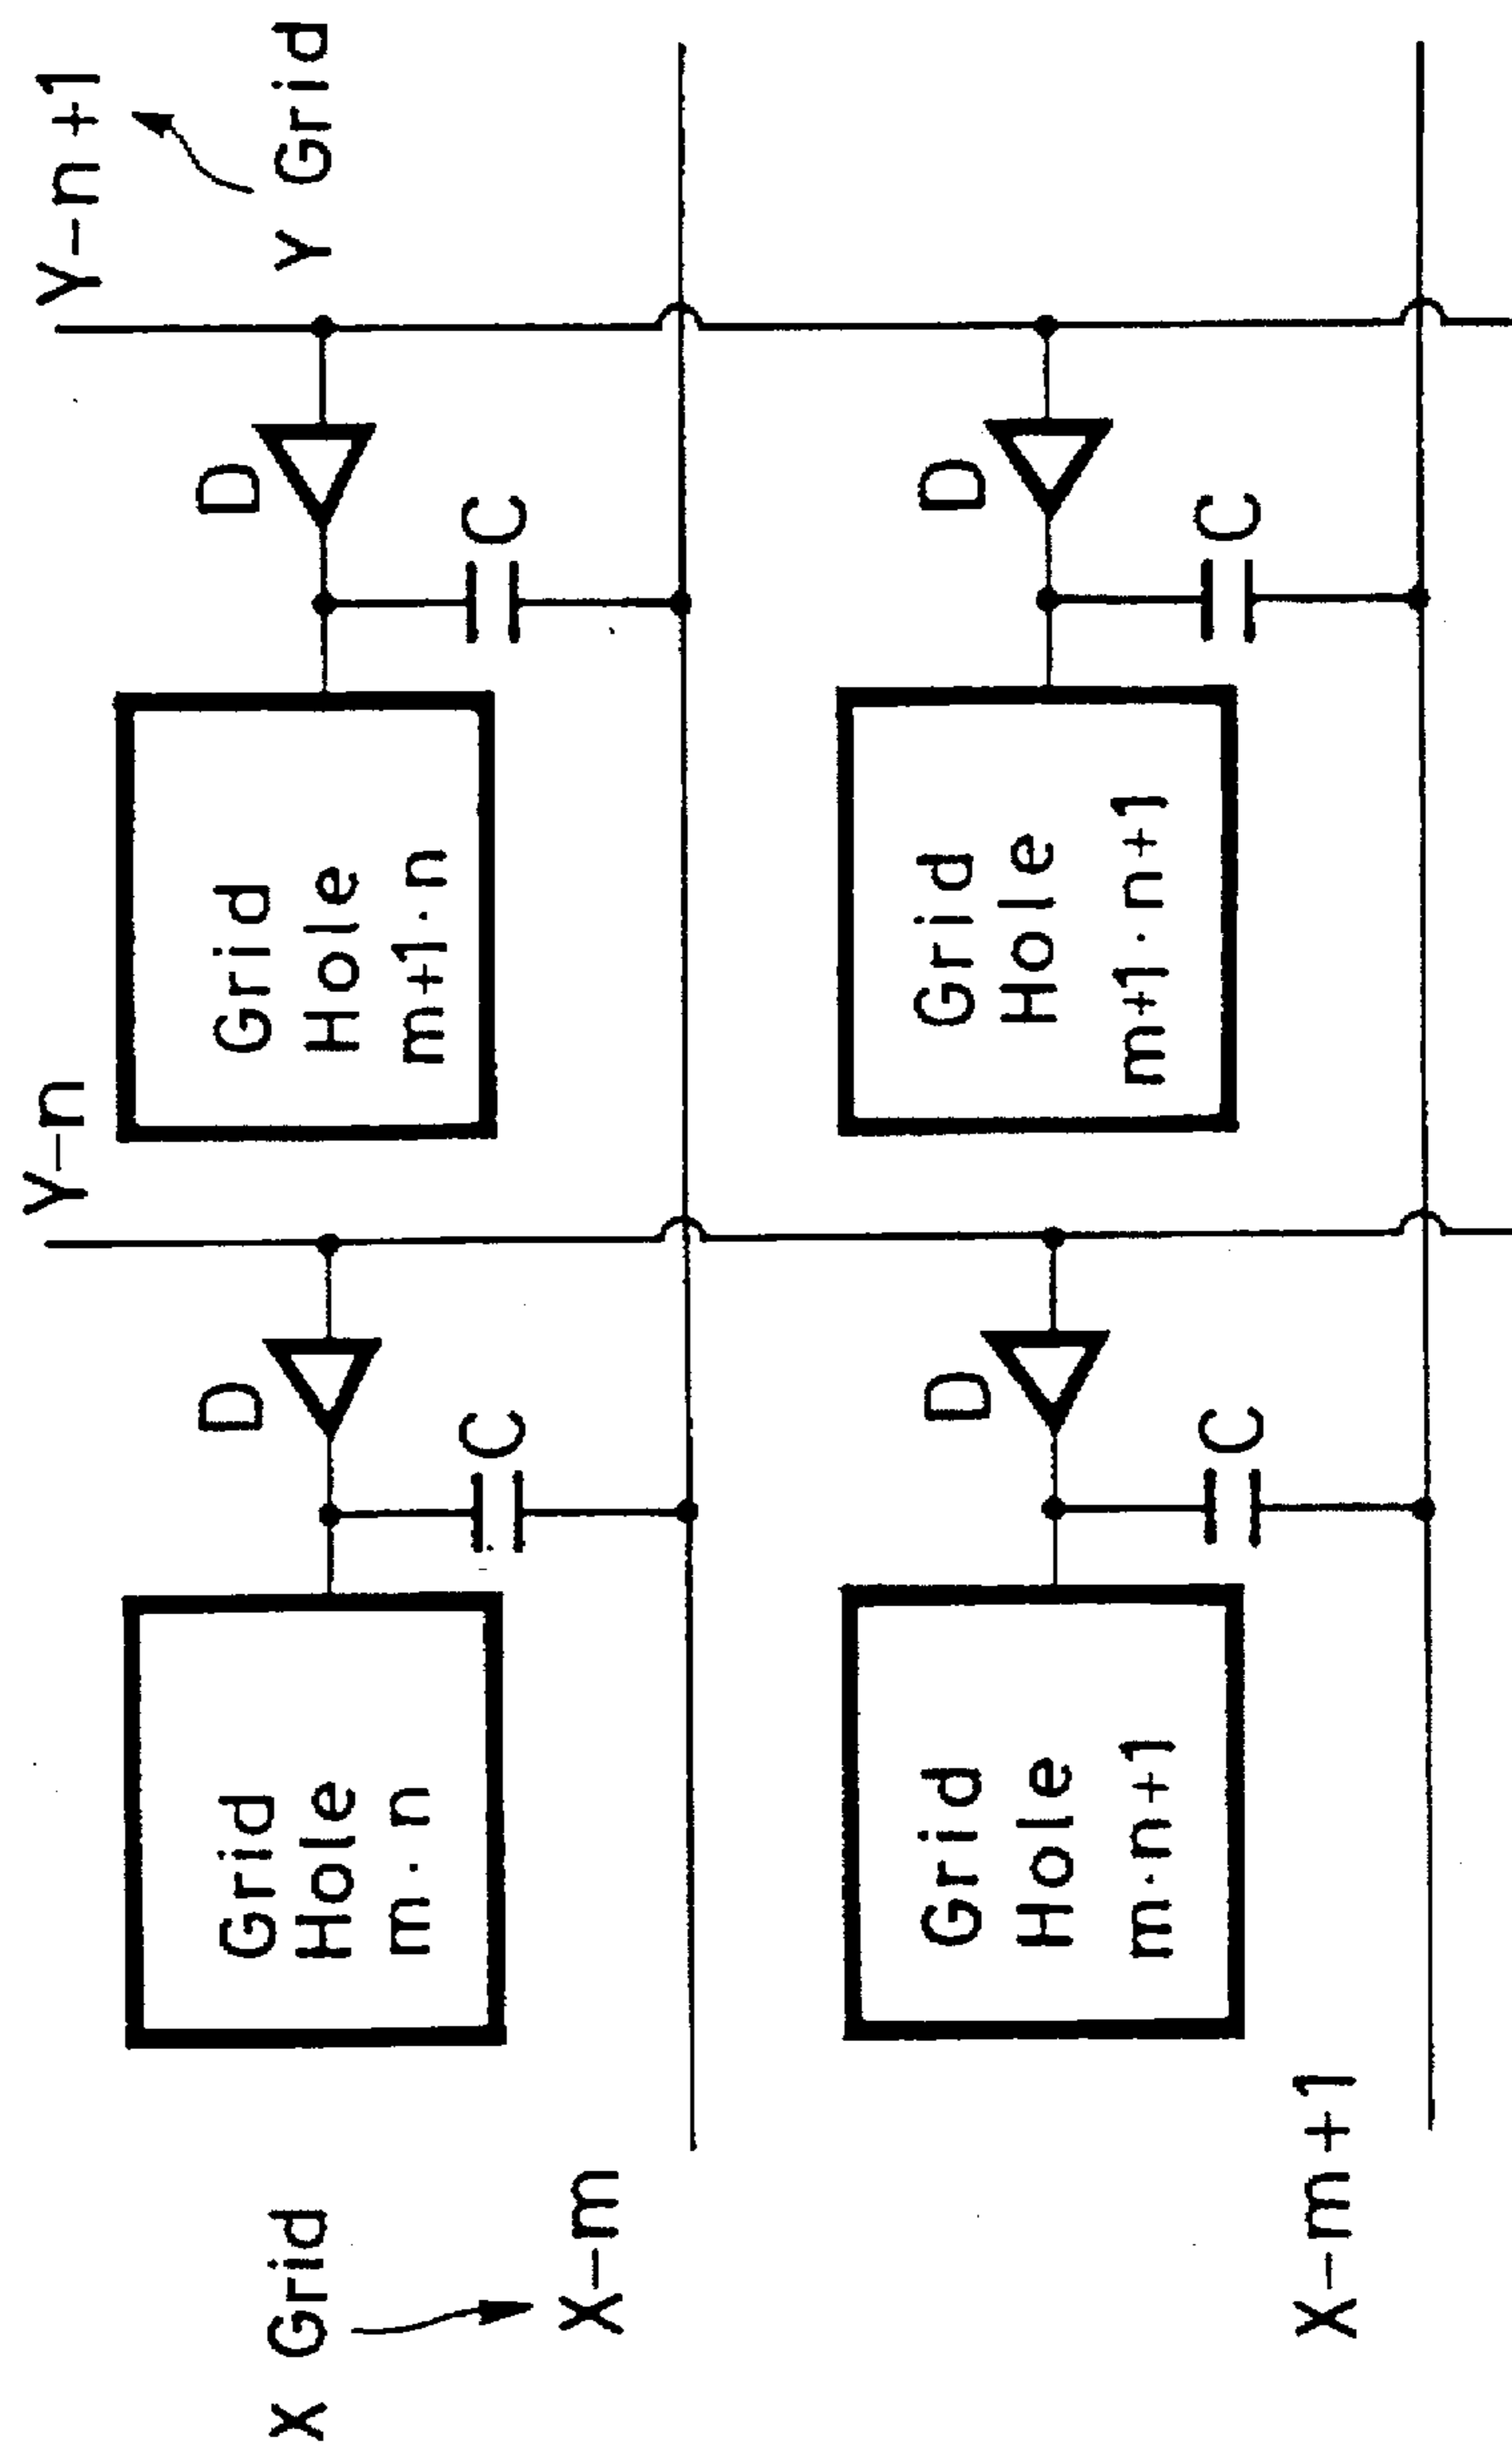 Y-n
Y-n+1
X Grid
Grid
Hole
m·n
D
C
Grid
Hole
m+1·n
D
C
Y Grid
X-m
Grid
Hole
m·n+1
D
C
Grid
Hole
m+1·n+1
D
C
X-m+1